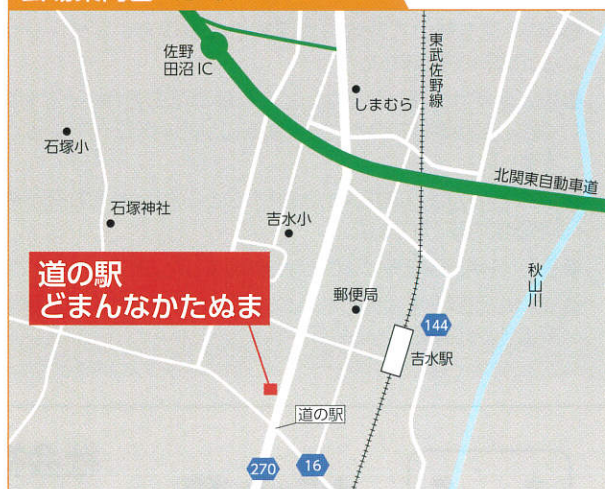 佐野
田沼IC
東武佐野線
しまむら
石塚小
北関東自動車道
石塚神社
吉水小
道の駅
どまんなかたぬま
秋山川
郵便局
144
吉水駅
道の駅
270
16